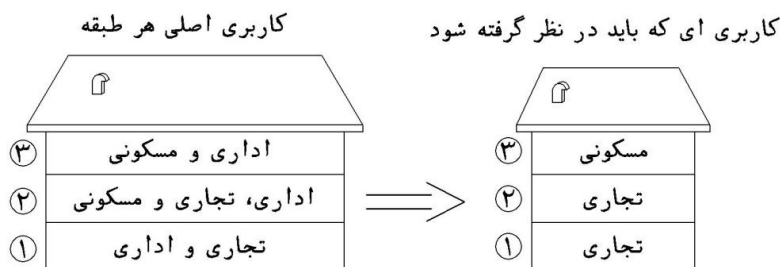 کاربری ای که باید در نظر گرفته شود
کاربری اصلی هر طبقه
۳ اداری و مسکونی
۲ اداری، تجاری و مسکونی
۱ تجاری و اداری
۳ مسکونی
۲ تجاری
۱ تجاری